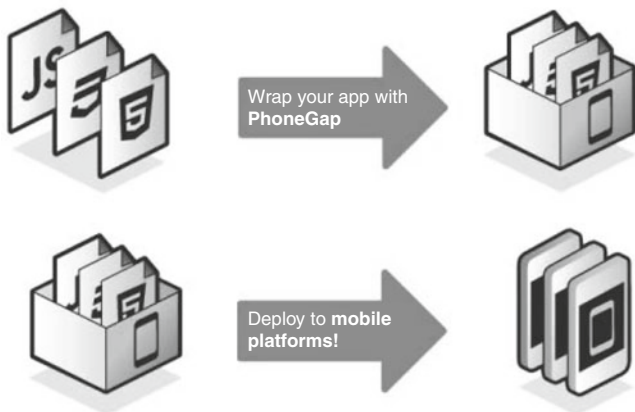 JS
Wrap your app with
PhoneGap
Deploy to mobile
platforms!